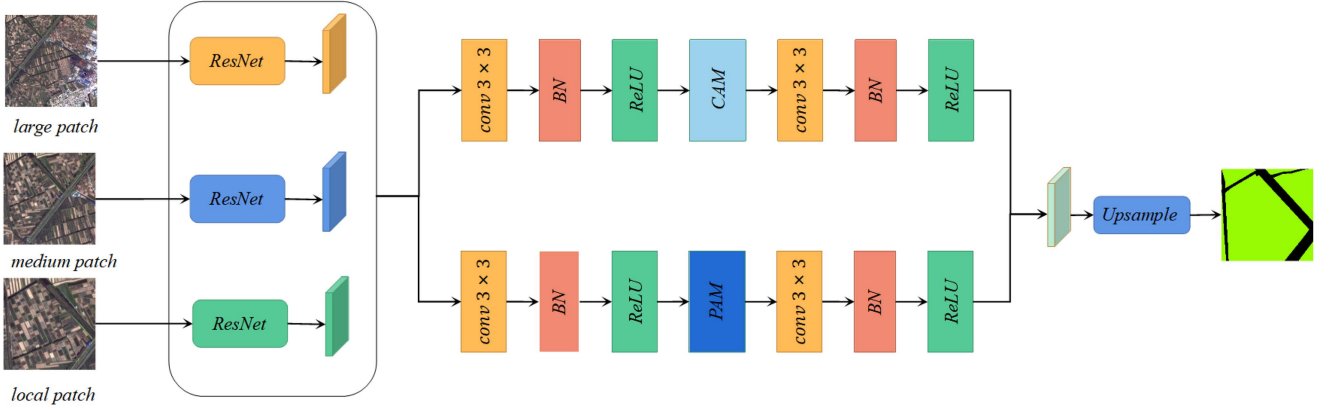 large patch
ResNet
medium patch
ResNet
local patch
ResNet
conv 3 × 3
BN
ReLU
CAM
conv 3 × 3
BN
ReLU
conv 3 × 3
BN
ReLU
PAM
conv 3 × 3
BN
ReLU
Upsample